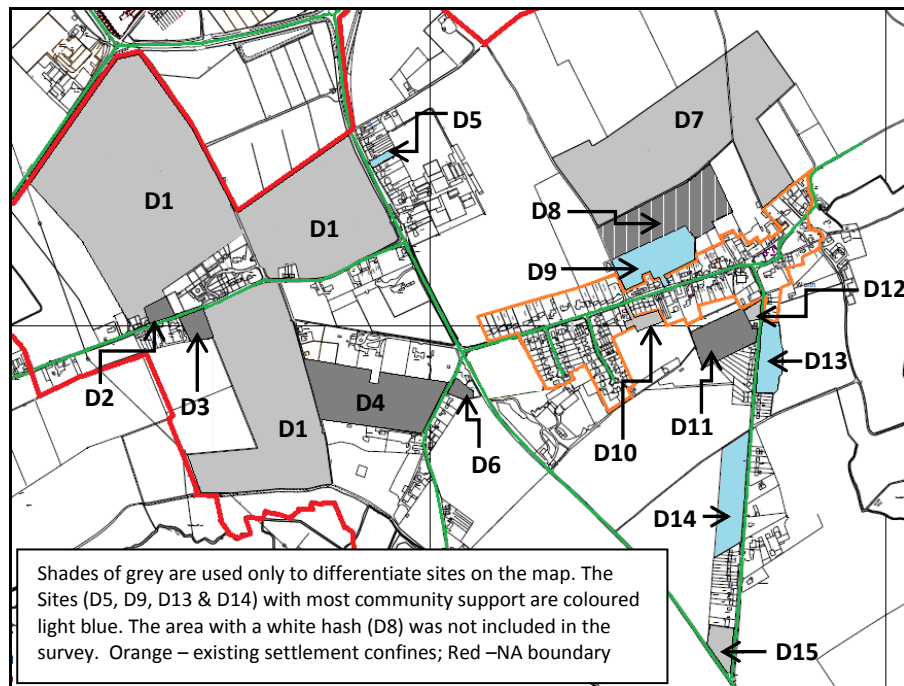 D5
D7
D1
D8
D1
D9
D12
D13
D2
D3
D4
D1
D6
D10
D11
D14
D15
Shades of grey are used only to differentiate sites on the map. The
Sites (D5, D9, D13 & D14) with most community support are coloured
light blue. The area with a white hash (D8) was not included in the
survey.  Orange – existing settlement confines; Red –NA boundary